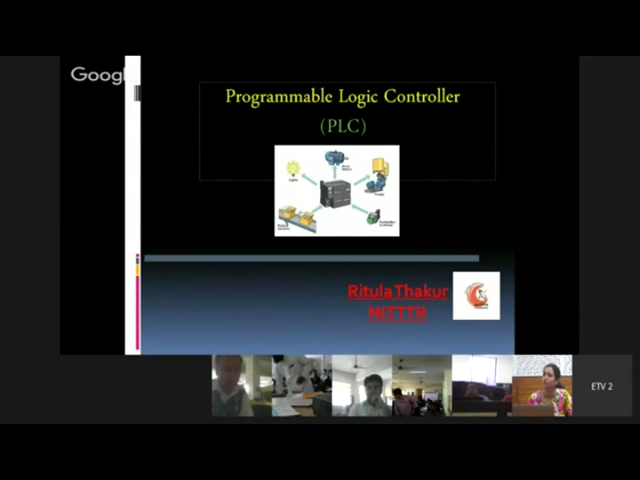 Google
Programmable Logic Controller
(PLC)
Ritula Thakur
NITTTR
ETV 2